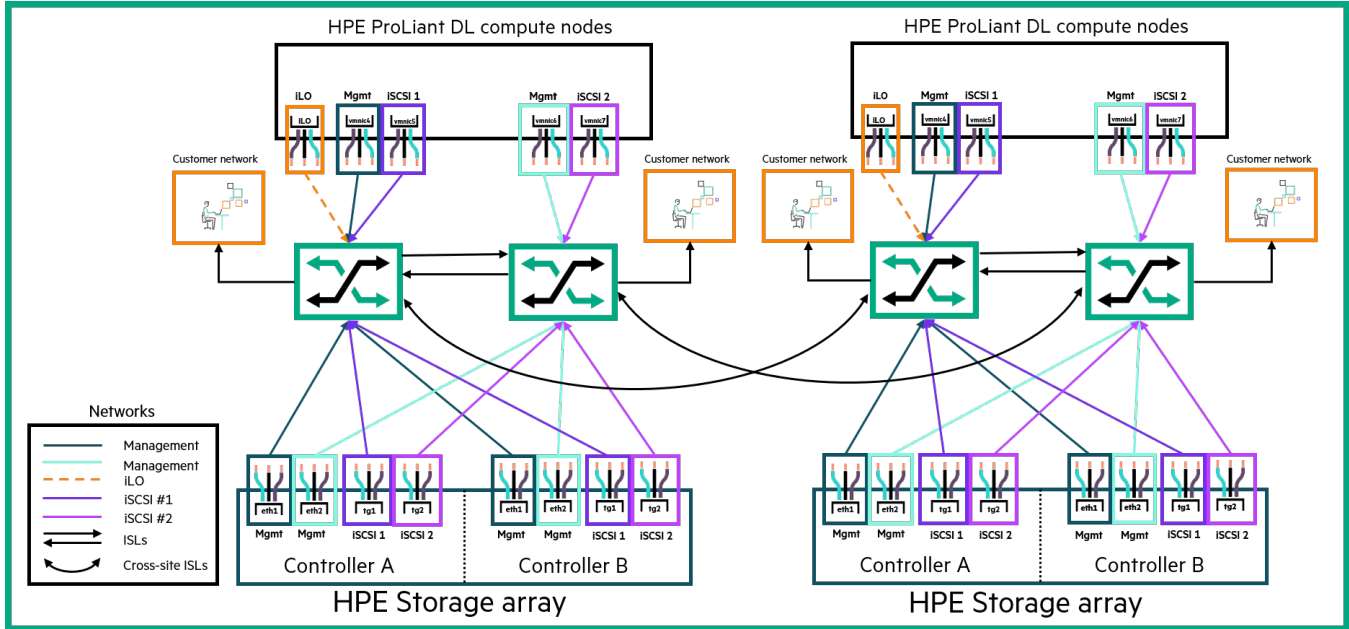 HPE ProLiant DL compute nodes
HPE ProLiant DL compute nodes
iLO Mgmt iSCSI 1 Mgmt iSCSI 2
iLO Mgmt iSCSI 1 Mgmt iSCSI 2
iLO vmnic4 vmnic5 vmnic6 vmnic7
iLO vmnic4 vmnic5 vmnic6 vmnic7
Customer network
Customer network
Customer network
Customer network
Networks
Management
Management
iLO
iSCSI #1
iSCSI #2
ISLs
Cross-site ISLs
eth1 eth2 tg1 tg2 eth1 eth2 tg1 tg2
Mgmt Mgmt iSCSI 1 iSCSI 2 Mgmt Mgmt iSCSI 1 iSCSI 2
Controller A Controller B
HPE Storage array
eth1 eth2 tg1 tg2 eth1 eth2 tg1 tg2
Mgmt Mgmt iSCSI 1 iSCSI 2 Mgmt Mgmt iSCSI 1 iSCSI 2
Controller A Controller B
HPE Storage array